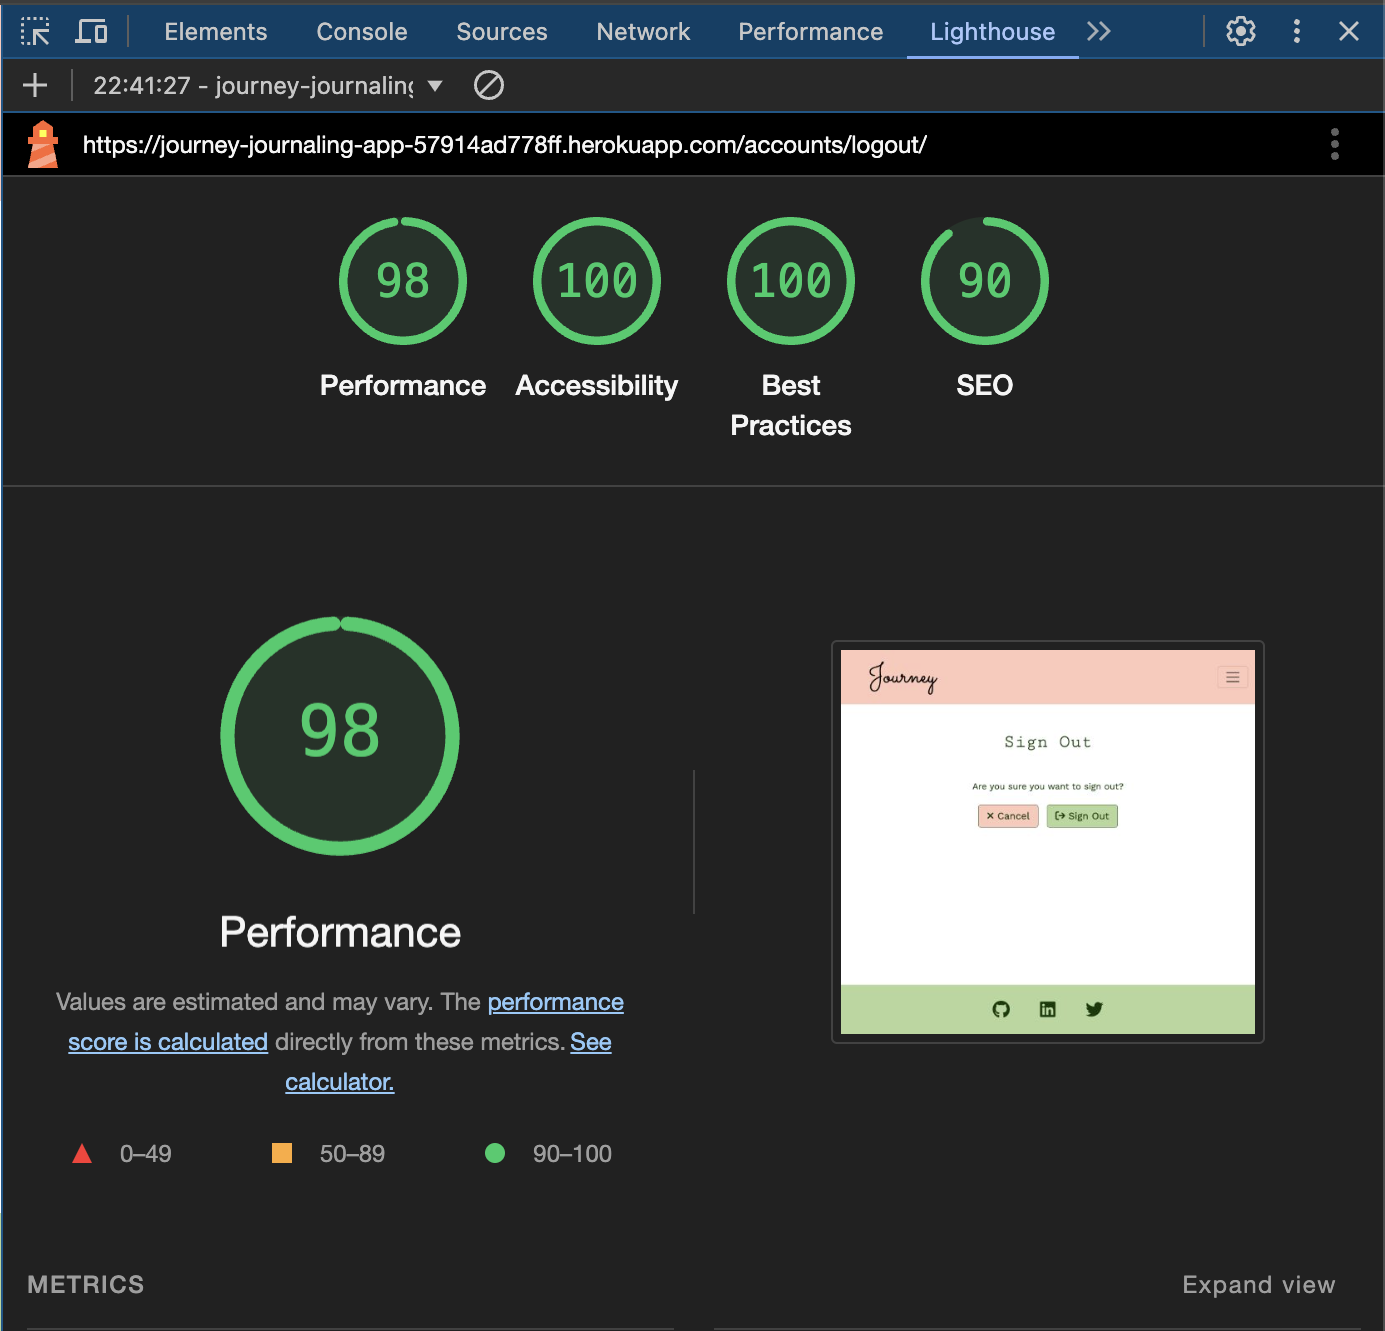 Elements Console Sources Network Performance Lighthouse
22:41:27 - journey-journaling
https://journey-journaling-app-57914ad778ff.herokuapp.com/accounts/logout/
98 100 100 90
Performance Accessibility Best Practices SEO
98
Performance
Values are estimated and may vary. The performance
score is calculated directly from these metrics. See
calculator.
0–49 50–89 90–100
Journey
Sign Out
Are you sure you want to sign out?
Cancel Sign Out
METRICS Expand view